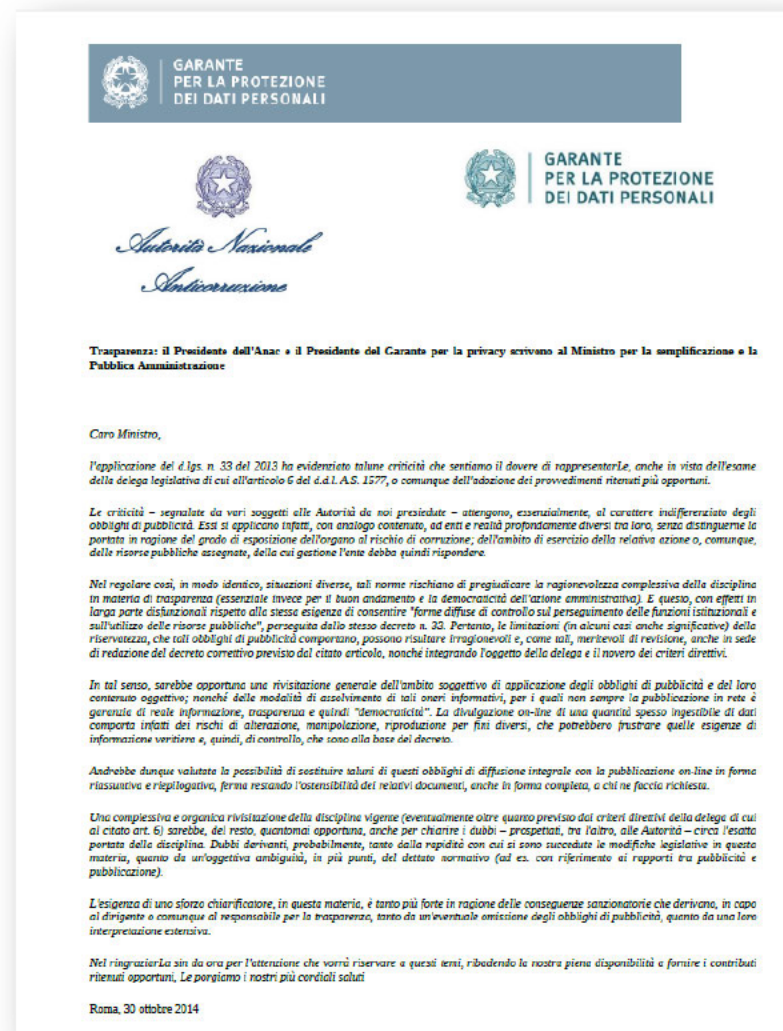 GARANTE
PER LA PROTEZIONE
DEI DATI PERSONALI
Autorità Nazionale
Anticorruzione
GARANTE
PER LA PROTEZIONE
DEI DATI PERSONALI
Trasparenza: il Presidente dell'Anac e il Presidente del Garante per la privacy scrivono al Ministro per la semplificazione e la
Pubblica Amministrazione
Caro Ministro,
l'applicazione del d.lgs. n. 33 del 2013 ha evidenziato talune criticità che sentiamo il dovere di rappresentarLe, anche in vista dell'esame
della delega legislativa di cui all'articolo 6 del d.d.l. A.S. 1577, o comunque dell'adozione dei provvedimenti ritenuti più opportuni.
Le criticità – segnalate da vari soggetti alle Autorità da noi presiedute – attengono, essenzialmente, al carattere indifferenziato degli
obblighi di pubblicità. Essi si applicano infatti, con analogo contenuto, ad enti e realtà profondamente diversi tra loro, senza distinguerne la
portata in ragione del grado di esposizione dell'organo al rischio di corruzione; dell'ambito di esercizio della relativa azione o, comunque,
delle risorse pubbliche assegnate, della cui gestione l'ente debba quindi rispondere.
Nel regolare così, in modo identico, situazioni diverse, tali norme rischiano di pregiudicare la ragionevolezza complessiva della disciplina
in materia di trasparenza (essenziale invece per il buon andamento e la democraticità dell'azione amministrativa). E questo, con effetti in
larga parte disfunzionali rispetto alla stessa esigenza di consentire "forme diffuse di controllo sul perseguimento delle funzioni istituzionali e
sull'utilizzo delle risorse pubbliche", perseguita dallo stesso decreto n. 33. Pertanto, le limitazioni (in alcuni casi anche significative) della
riservatezza, che tali obblighi di pubblicità comportano, possono risultare irragionevoli e, come tali, meritevoli di revisione, anche in sede
di redazione del decreto correttivo previsto dal citato articolo, nonché integrando l'oggetto della delega e il novero dei criteri direttivi.
In tal senso, sarebbe opportuna una rivisitazione generale dell'ambito soggettivo di applicazione degli obblighi di pubblicità e del loro
contenuto oggettivo; nonché delle modalità di assolvimento di tali oneri informativi, per i quali non sempre la pubblicazione in rete è
garanzia di reale informazione, trasparenza e quindi "democraticità". La divulgazione on-line di una quantità spesso ingestibile di dati
comporta infatti dei rischi di alterazione, manipolazione, riproduzione per fini diversi, che potrebbero frustrare quelle esigenze di
informazione veritiera e, quindi, di controllo, che sono alla base del decreto.
Andrebbe dunque valutata la possibilità di sostituire taluni di questi obblighi di diffusione integrale con la pubblicazione on-line in forma
riassuntiva e riepilogativa, ferma restando l'ostensibilità dei relativi documenti, anche in forma completa, a chi ne faccia richiesta.
Una complessiva e organica rivisitazione della disciplina vigente (eventualmente oltre quanto previsto dai criteri direttivi della delega di cui
al citato art. 6) sarebbe, del resto, quantomai opportuna, anche per chiarire i dubbi – prospettati, tra l'altro, alle Autorità – circa l'esatta
portata della disciplina. Dubbi derivanti, probabilmente, tanto dalla rapidità con cui si sono succedute le modifiche legislative in questa
materia, quanto da un'oggettiva ambiguità, in più punti, del dettato normativo (ad es. con riferimento ai rapporti tra pubblicità e
pubblicazione).
L'esigenza di uno sforzo chiarificatore, in questa materia, è tanto più forte in ragione delle conseguenze sanzionatorie che derivano, in capo
al dirigente o comunque al responsabile per la trasparenza, tanto da un'eventuale omissione degli obblighi di pubblicità, quanto da una loro
interpretazione estensiva.
Nel ringraziarLa sin da ora per l'attenzione che vorrà riservare a questi temi, ribadendo la nostra piena disponibilità a fornire i contributi
ritenuti opportuni, Le porgiamo i nostri più cordiali saluti
Roma, 30 ottobre 2014